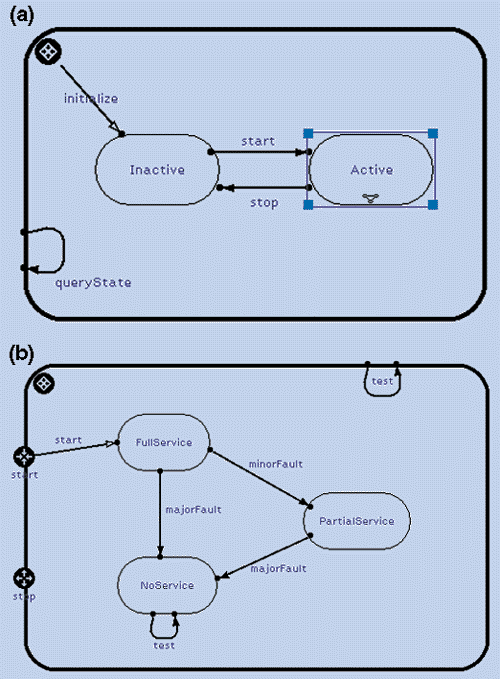 (a)
initialize
start
Inactive
Active
stop
queryState
(b)
test
start
FullService
start
minorFault
majorFault
PartialService
majorFault
NoService
stop
test